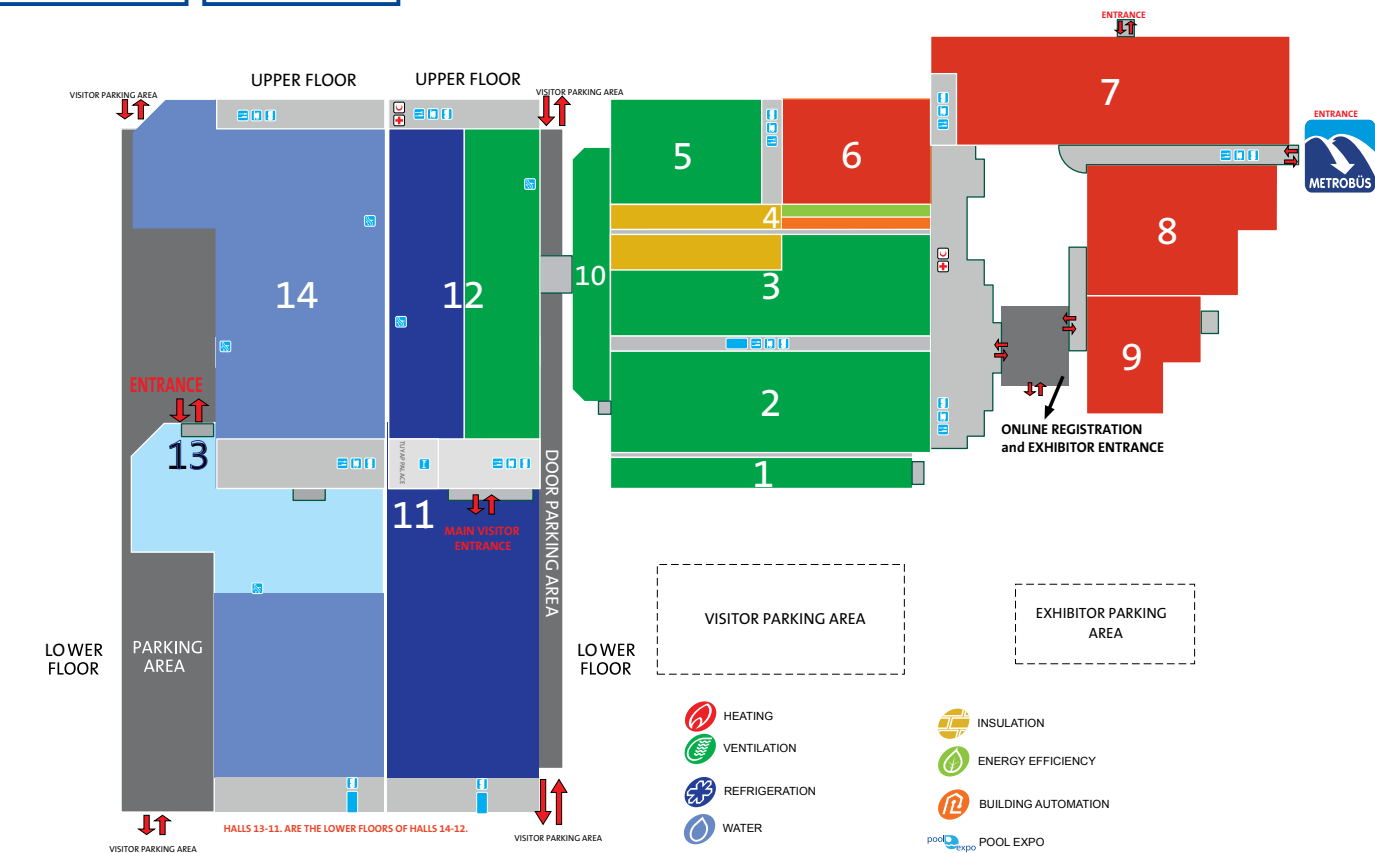 ENTRANCE
UPPER FLOOR
UPPER FLOOR
VISITOR PARKING AREA
VISITOR PARKING AREA
7
ENTRANCE
METROBÜS
5
6
4
8
10
3
14
12
9
2
ENTRANCE
ONLINE REGISTRATION
and EXHIBITOR ENTRANCE
13
TUYAP PALACE
DOOR PARKING AREA
1
11
MAIN VISITOR
ENTRANCE
VISITOR PARKING AREA
EXHIBITOR PARKING
AREA
LOWER
FLOOR
PARKING
AREA
LOWER
FLOOR
HEATING
VENTILATION
REFRIGERATION
WATER
INSULATION
ENERGY EFFICIENCY
BUILDING AUTOMATION
pool expo
POOL EXPO
HALLS 13-11. ARE THE LOWER FLOORS OF HALLS 14-12.
VISITOR PARKING AREA
VISITOR PARKING AREA